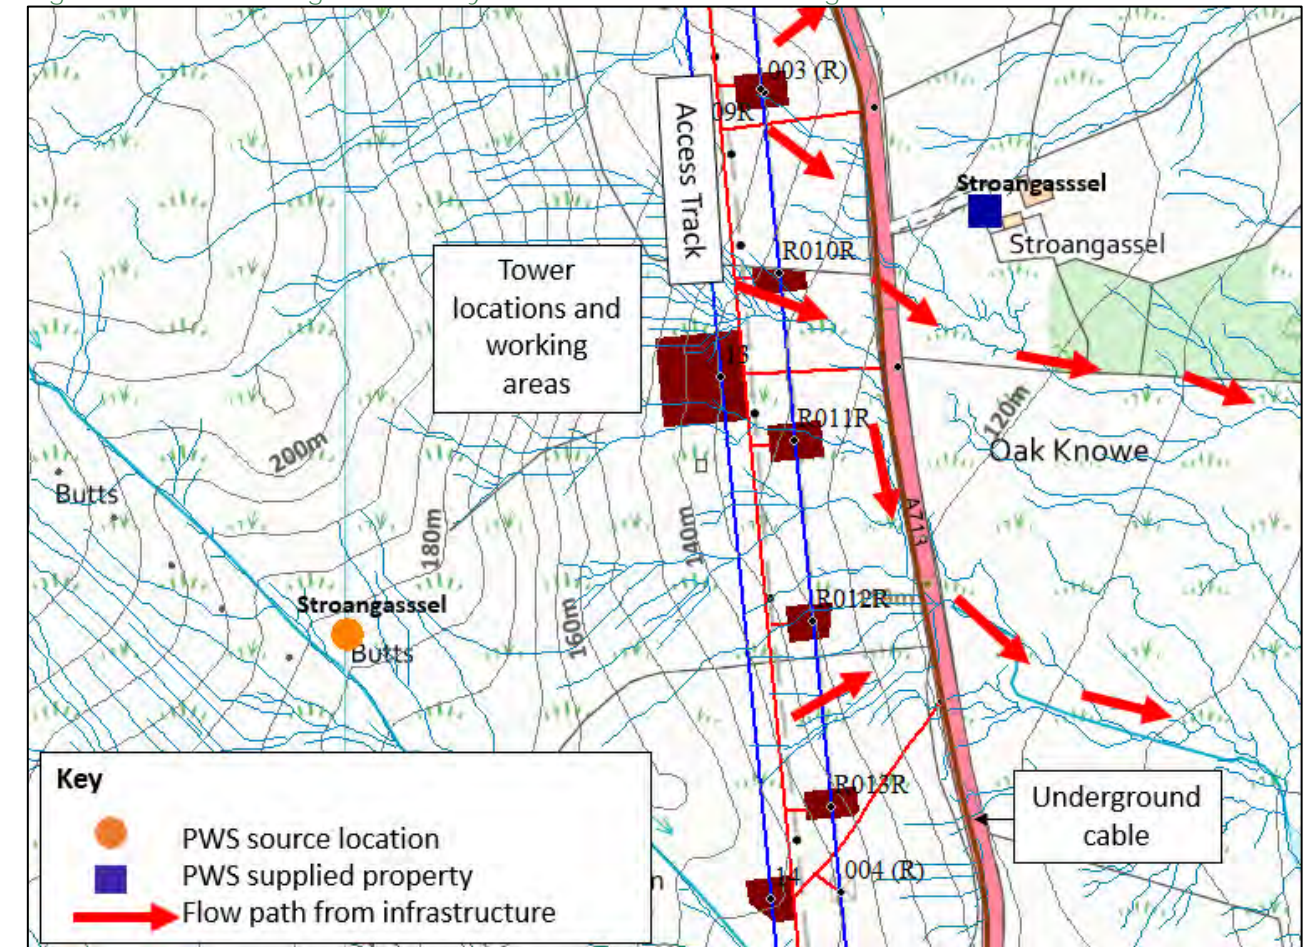 003 (R)
09R
Access Track
Stroangasssel
Stroangassel
R010R
Tower
locations and
working
areas
13
R011R
120m
Oak Knowe
200m
Butts
A713
180m
140m
Stroangasssel
Butts
160m
R012R
R013R
Underground
cable
14
004 (R)
n
Key
PWS source location
PWS supplied property
Flow path from infrastructure